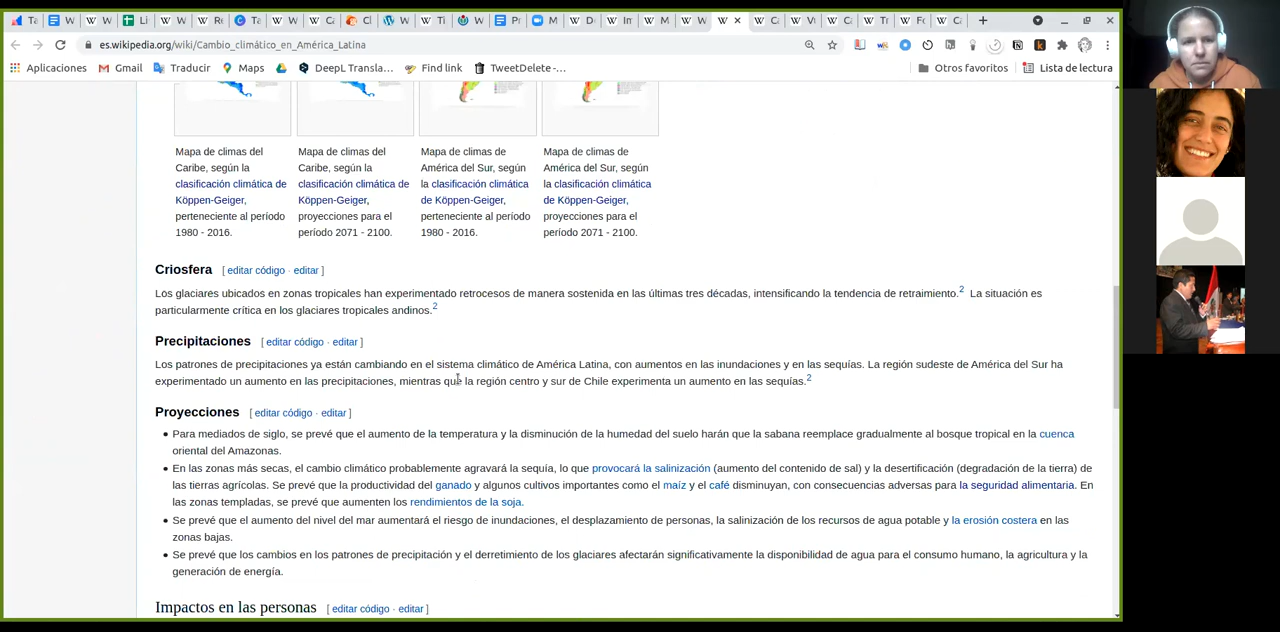 Ta W W W Li W W Re Ta W Ca Cl W Ti W Pr M D In M W W × Ca Vi Ca Tr Fo Ca
es.wikipedia.org/wiki/Cambio_climático_en_América_Latina
Aplicaciones Gmail Traducir Maps DeepL Transla... Find link TweetDelete -... Otros favoritos Lista de lectura
Mapa de climas del Mapa de climas del Mapa de climas de Mapa de climas de
Caribe, según la Caribe, según la América del Sur, según América del Sur, según
clasificación climática de clasificación climática de la clasificación climática la clasificación climática
Köppen-Geiger, Köppen-Geiger, de Köppen-Geiger, de Köppen-Geiger,
perteneciente al período proyecciones para el perteneciente al período proyecciones para el
1980 - 2016. período 2071 - 2100. 1980 - 2016. período 2071 - 2100.
Criosfera [ editar código · editar ]
Los glaciares ubicados en zonas tropicales han experimentado retrocesos de manera sostenida en las últimas tres décadas, intensificando la tendencia de retraimiento.2 La situación es
particularmente crítica en los glaciares tropicales andinos.2
Precipitaciones [ editar código · editar ]
Los patrones de precipitaciones ya están cambiando en el sistema climático de América Latina, con aumentos en las inundaciones y en las sequías. La región sudeste de América del Sur ha
experimentado un aumento en las precipitaciones, mientras que la región centro y sur de Chile experimenta un aumento en las sequías.2
Proyecciones [ editar código · editar ]
• Para mediados de siglo, se prevé que el aumento de la temperatura y la disminución de la humedad del suelo harán que la sabana reemplace gradualmente al bosque tropical en la cuenca
oriental del Amazonas.
• En las zonas más secas, el cambio climático probablemente agravará la sequía, lo que provocará la salinización (aumento del contenido de sal) y la desertificación (degradación de la tierra) de
las tierras agrícolas. Se prevé que la productividad del ganado y algunos cultivos importantes como el maíz y el café disminuyan, con consecuencias adversas para la seguridad alimentaria. En
las zonas templadas, se prevé que aumenten los rendimientos de la soja.
• Se prevé que el aumento del nivel del mar aumentará el riesgo de inundaciones, el desplazamiento de personas, la salinización de los recursos de agua potable y la erosión costera en las
zonas bajas.
• Se prevé que los cambios en los patrones de precipitación y el derretimiento de los glaciares afectarán significativamente la disponibilidad de agua para el consumo humano, la agricultura y la
generación de energía.
Impactos en las personas [ editar código · editar ]